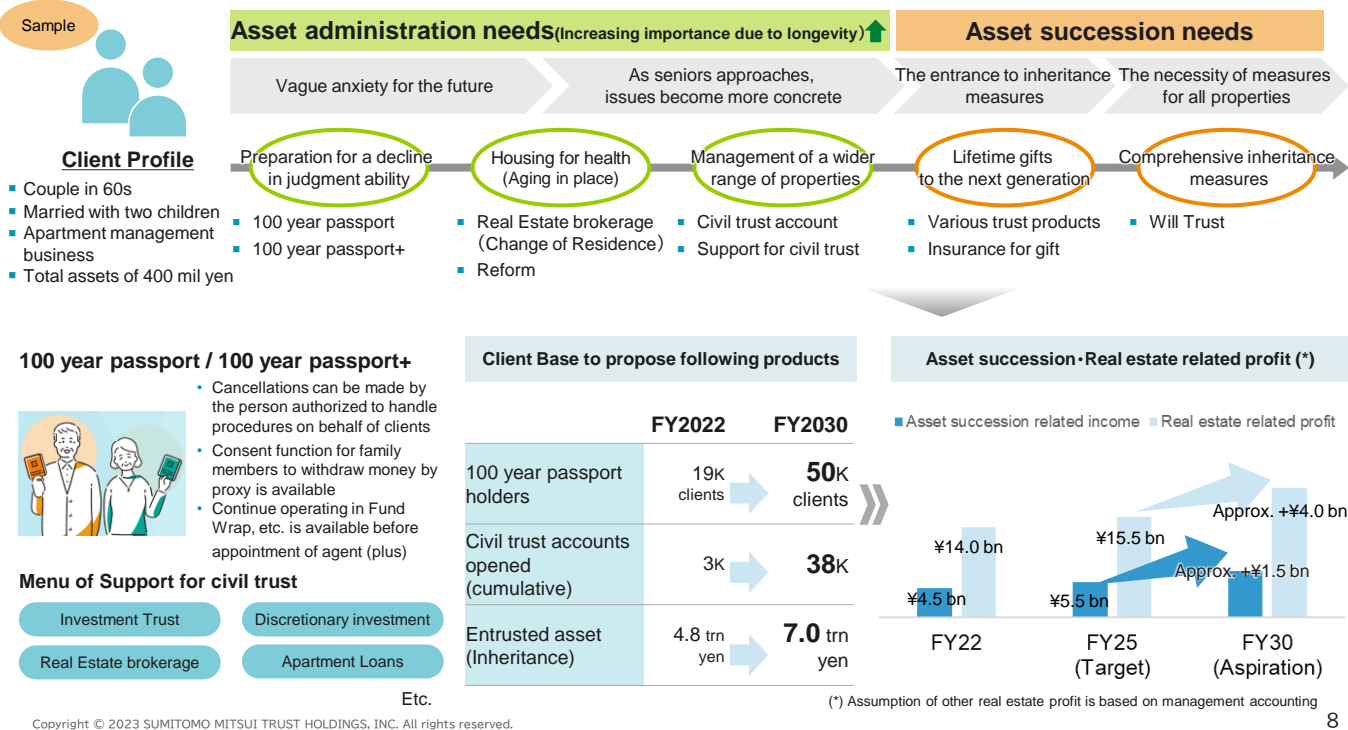 Sample
Asset administration needs(Increasing importance due to longevity)
Asset succession needs
Vague anxiety for the future
As seniors approaches,
issues become more concrete
The entrance to inheritance
measures
The necessity of measures
for all properties
Client Profile
Couple in 60s
Married with two children
Apartment management
business
Total assets of 400 mil yen
Preparation for a decline
in judgment ability
100 year passport
100 year passport+
Housing for health
(Aging in place)
Real Estate brokerage
(Change of Residence)
Reform
Management of a wider
range of properties
Civil trust account
Support for civil trust
Lifetime gifts
to the next generation
Various trust products
Insurance for gift
Comprehensive inheritance
measures
Will Trust
100 year passport / 100 year passport+
Cancellations can be made by
the person authorized to handle
procedures on behalf of clients
Consent function for family
members to withdraw money by
proxy is available
Continue operating in Fund
Wrap, etc. is available before
appointment of agent (plus)
Menu of Support for civil trust
Investment Trust
Discretionary investment
Real Estate brokerage
Apartment Loans
Etc.
Client Base to propose following products
FY2022 FY2030
100 year passport
holders
19K
clients
50K
clients
Civil trust accounts
opened
(cumulative)
3K
38K
Entrusted asset
(Inheritance)
4.8 trn
yen
7.0 trn
yen
Asset succession・Real estate related profit (*)
Asset succession related income Real estate related profit
¥4.5 bn
¥14.0 bn
¥5.5 bn
¥15.5 bn
Approx. +¥4.0 bn
Approx. +¥1.5 bn
FY22
FY25
(Target)
FY30
(Aspiration)
(*) Assumption of other real estate profit is based on management accounting
Copyright © 2023 SUMITOMO MITSUI TRUST HOLDINGS, INC. All rights reserved.
8